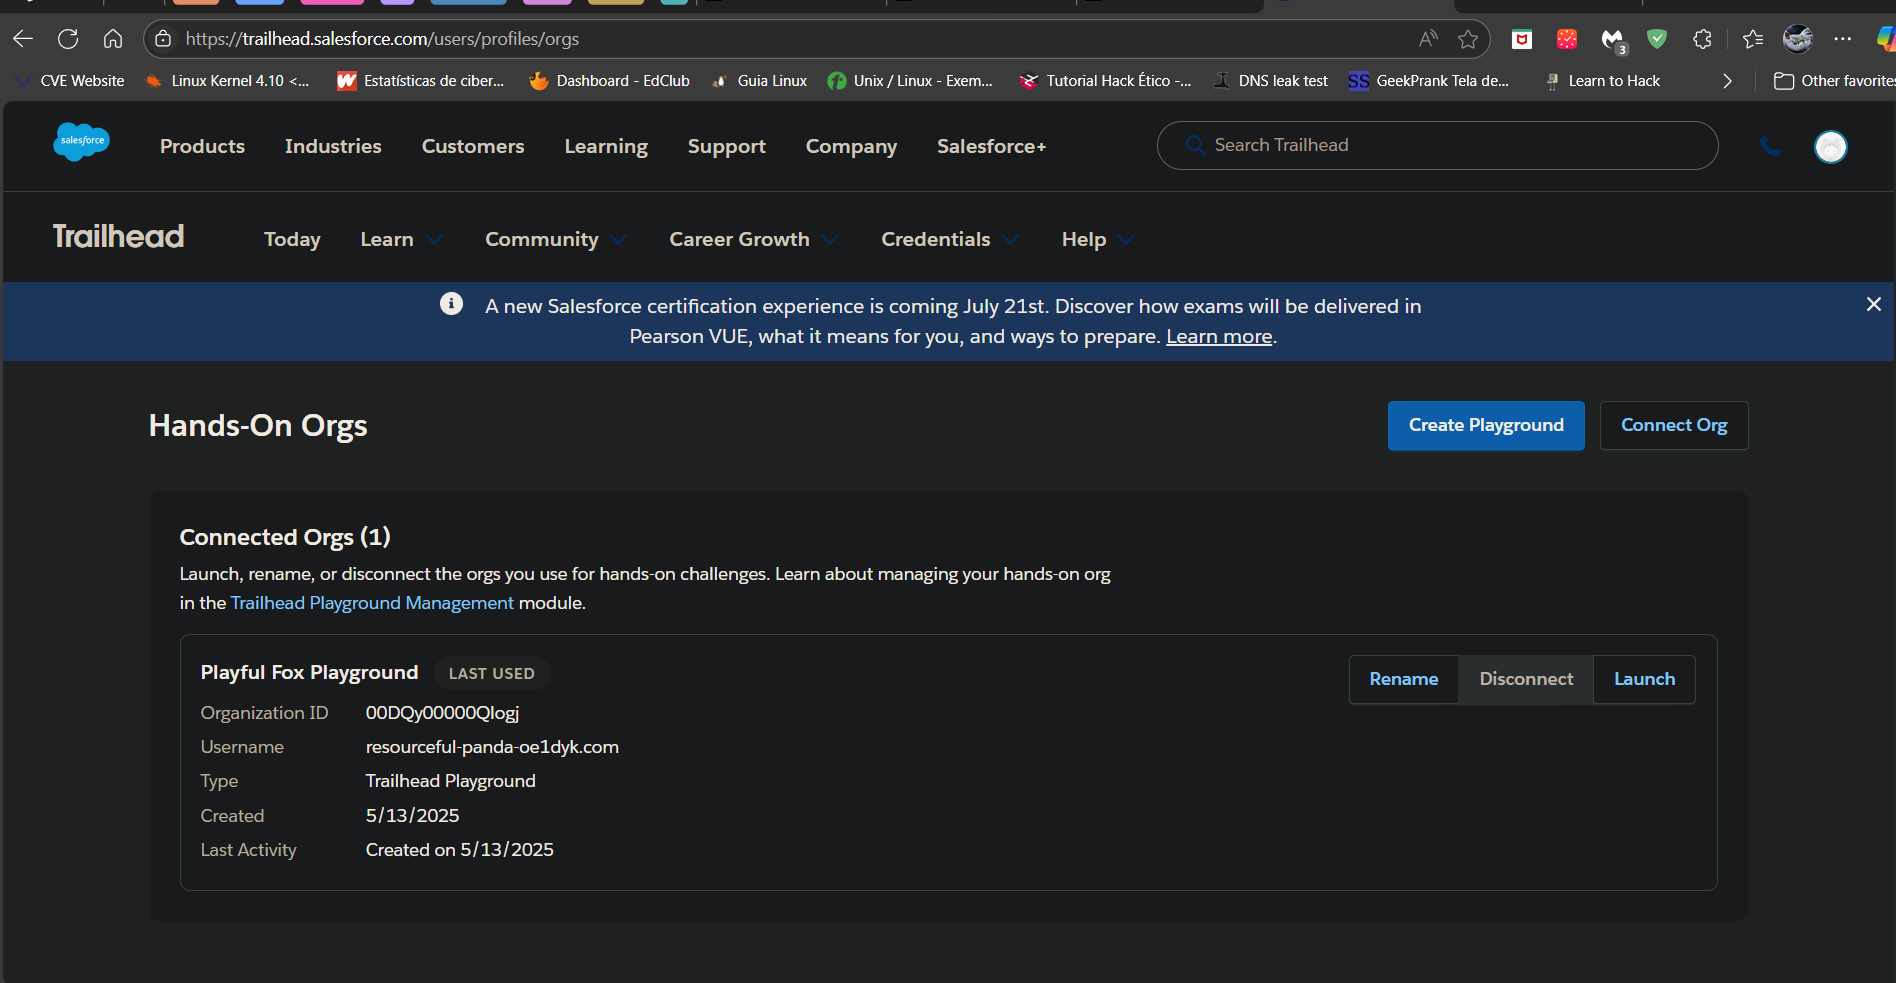 https://trailhead.salesforce.com/users/profiles/orgs
3
CVE Website
Linux Kernel 4.10 <...
Estatísticas de ciber...
Dashboard - EdClub
Guia Linux
Unix / Linux - Exem...
Tutorial Hack Ético -...
DNS leak test
GeekPrank Tela de...
Learn to Hack
Other favorites
salesforce
Products
Industries
Customers
Learning
Support
Company
Salesforce+
Search Trailhead
Trailhead
Today
Learn
Community
Career Growth
Credentials
Help
A new Salesforce certification experience is coming July 21st. Discover how exams will be delivered in
Pearson VUE, what it means for you, and ways to prepare. Learn more.
Hands-On Orgs
Create Playground
Connect Org
Connected Orgs (1)
Launch, rename, or disconnect the orgs you use for hands-on challenges. Learn about managing your hands-on org
in the Trailhead Playground Management module.
Playful Fox Playground LAST USED
Rename
Disconnect
Launch
Organization ID 00DQy00000QIogj
Username resourceful-panda-oe1dyk.com
Type Trailhead Playground
Created 5/13/2025
Last Activity Created on 5/13/2025